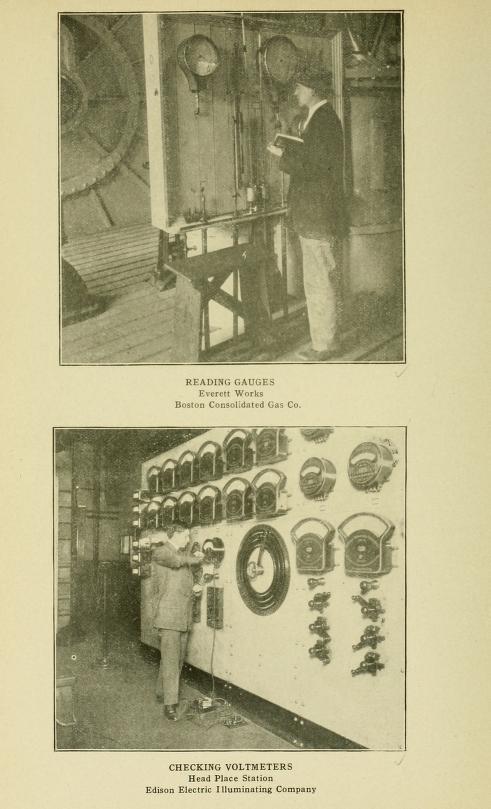 READING GAUGES
Everett Works
Boston Consolidated Gas Co.
CHECKING VOLTMETERS
Head Place Station
Edison Electric Illuminating Company